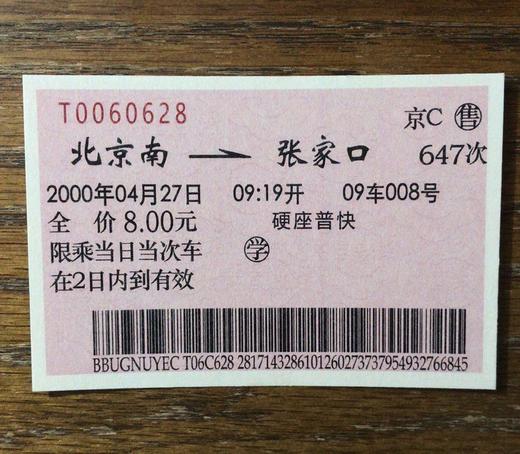 T0060628
京C 售
北京南 → 张家口 647次
2000年04月27日 09:19开 09车008号
全 价8.00元 硬座普快
限乘当日当次车 学
在2日内到有效
BBUGNUYEC T06C628 2817143286101260273737954932766845